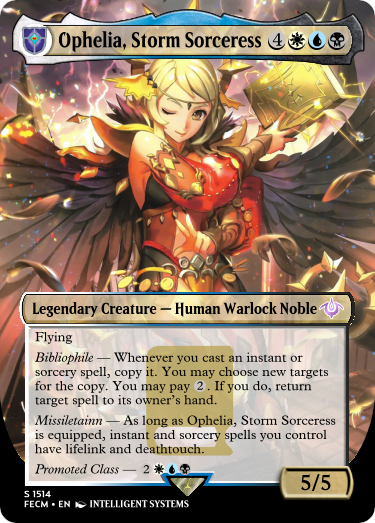 Ophelia, Storm Sorceress 4
Legendary Creature — Human Warlock Noble
Flying
Bibliophile — Whenever you cast an instant or
sorcery spell, copy it. You may choose new targets
for the copy. You may pay 2. If you do, return
target spell to its owner's hand.
Missiletainn — As long as Ophelia, Storm Sorceress
is equipped, instant and sorcery spells you control
have lifelink and deathtouch.
Promoted Class — 2
5/5
S 1514
FECM • EN INTELLIGENT SYSTEMS